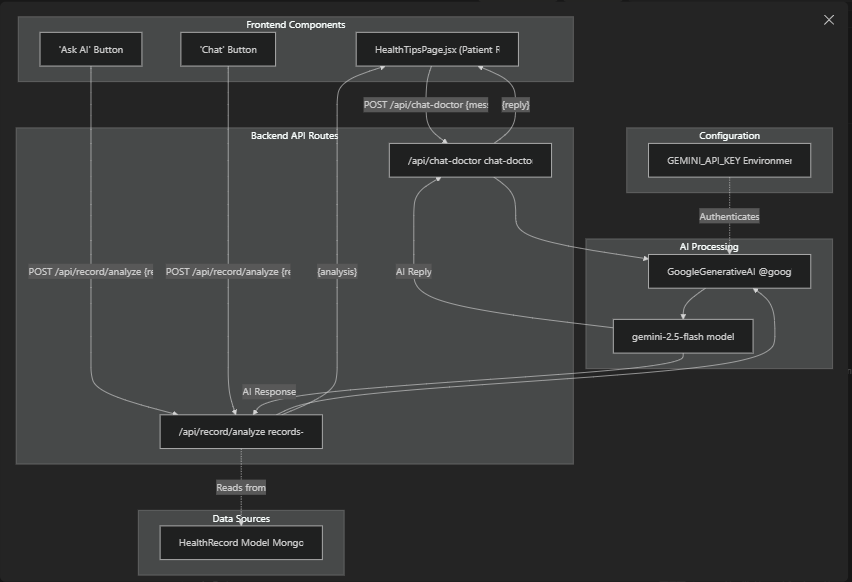 Frontend Components
'Ask AI' Button
'Chat' Button
HealthTipsPage.jsx (Patient R
POST /api/chat-doctor {mes
{reply}
Backend API Routes
/api/chat-doctor chat-docto
Configuration
GEMINI_API_KEY Environmer
Authenticates
AI Processing
GoogleGenerativeAI @goog
gemini-2.5-flash model
POST /api/record/analyze {re
POST /api/record/analyze {re
{analysis}
AI Reply
AI Response
/api/record/analyze records-
Reads from
Data Sources
HealthRecord Model Mongo